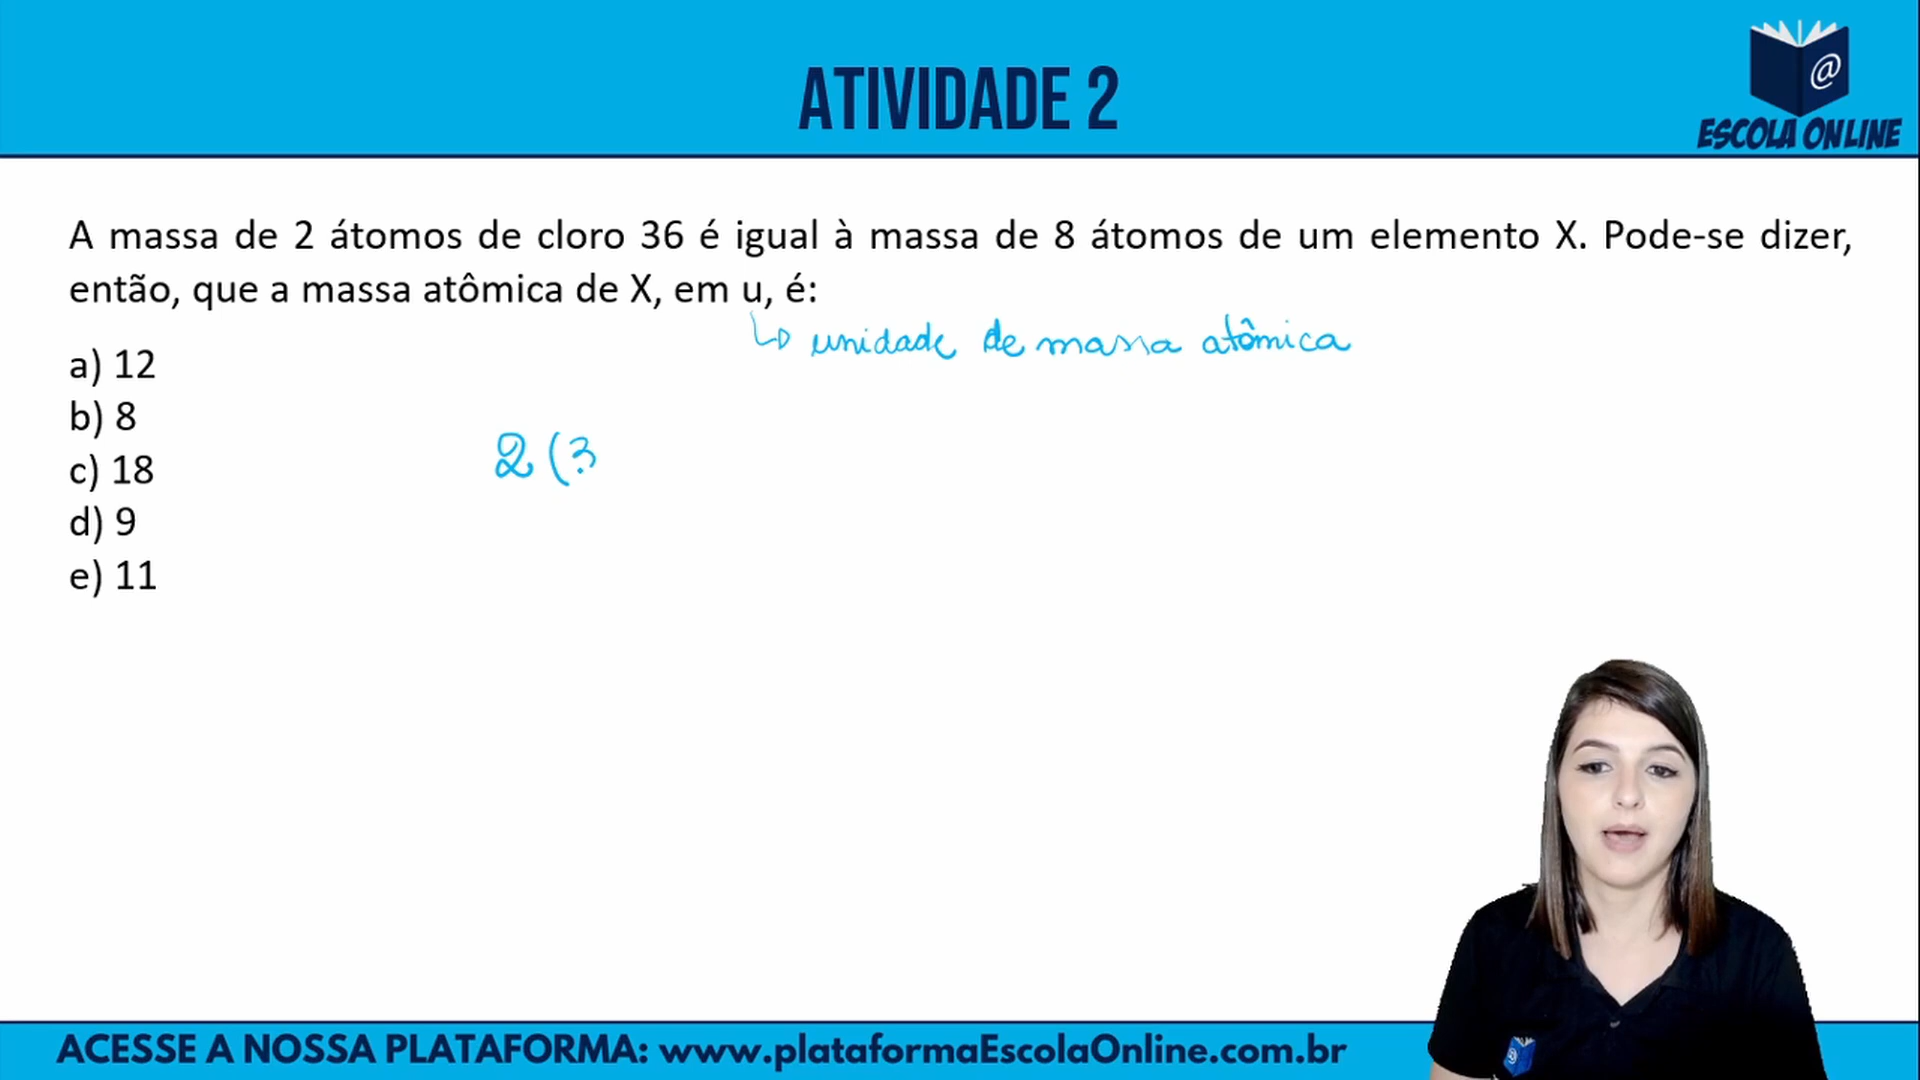 ATIVIDADE 2
@
ESCOLA ONLINE
A massa de 2 átomos de cloro 36 é igual à massa de 8 átomos de um elemento X. Pode-se dizer,
então, que a massa atômica de X, em u, é:
↳ unidade de massa atômica
a) 12
b) 8
c) 18
d) 9
e) 11
2 (3
ACESSE A NOSSA PLATAFORMA: www.plataformaEscolaOnline.com.br